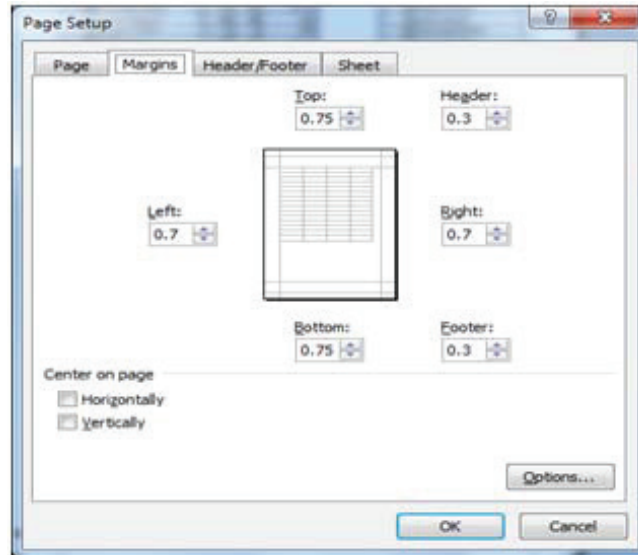 Page Setup
Page Margins Header/Footer Sheet
Top: Header:
0.75 0.3
Left: Right:
0.7 0.7
Bottom: Footer:
0.75 0.3
Center on page
Horizontally
Vertically
Options...
OK Cancel